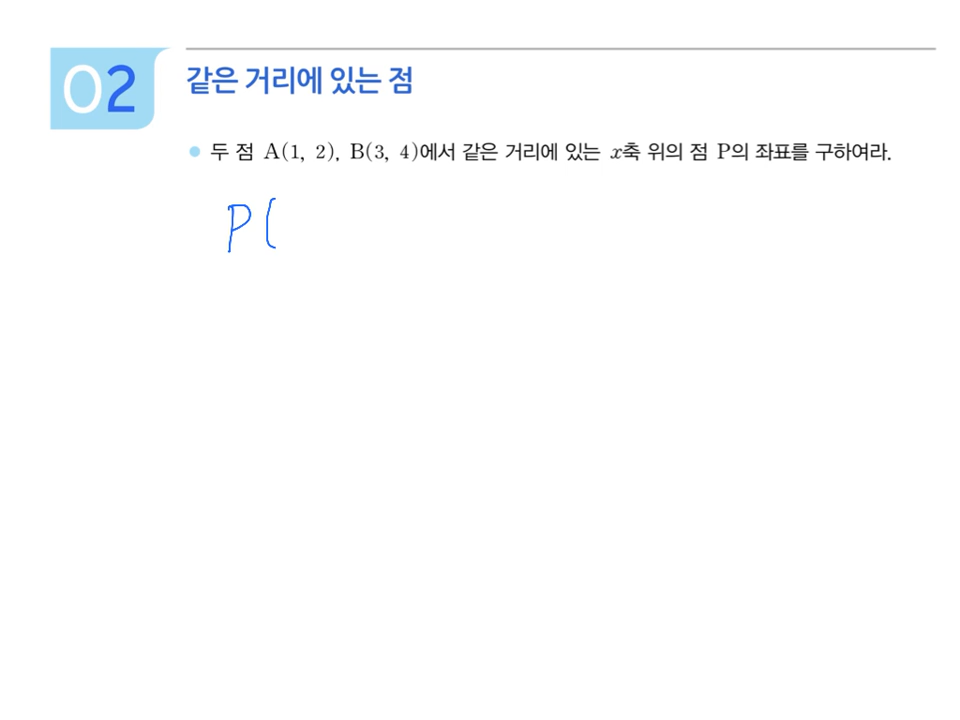 02
같은 거리에 있는 점
● 두 점 A(1, 2), B(3, 4)에서 같은 거리에 있는 x축 위의 점 P의 좌표를 구하여라.
P(